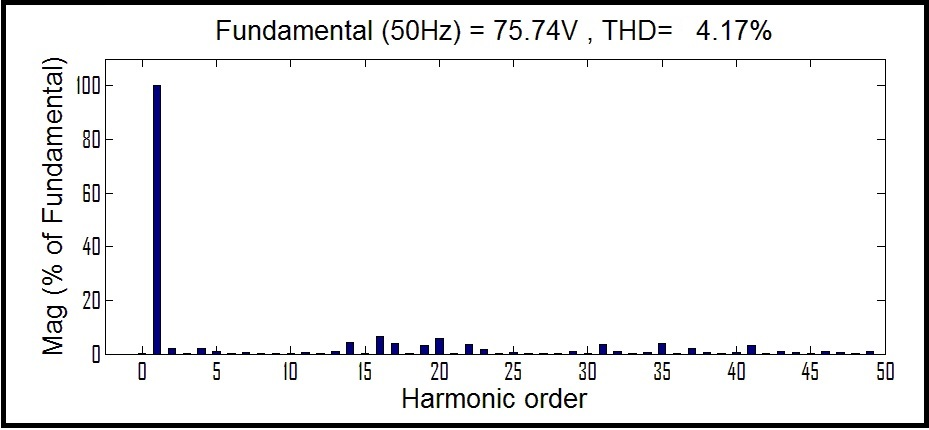 Fundamental (50Hz) = 75.74V , THD= 4.17%
Mag (% of Fundamental)
100
80
60
40
20
0
0 5 10 15 20 25 30 35 40 45 50
Harmonic order